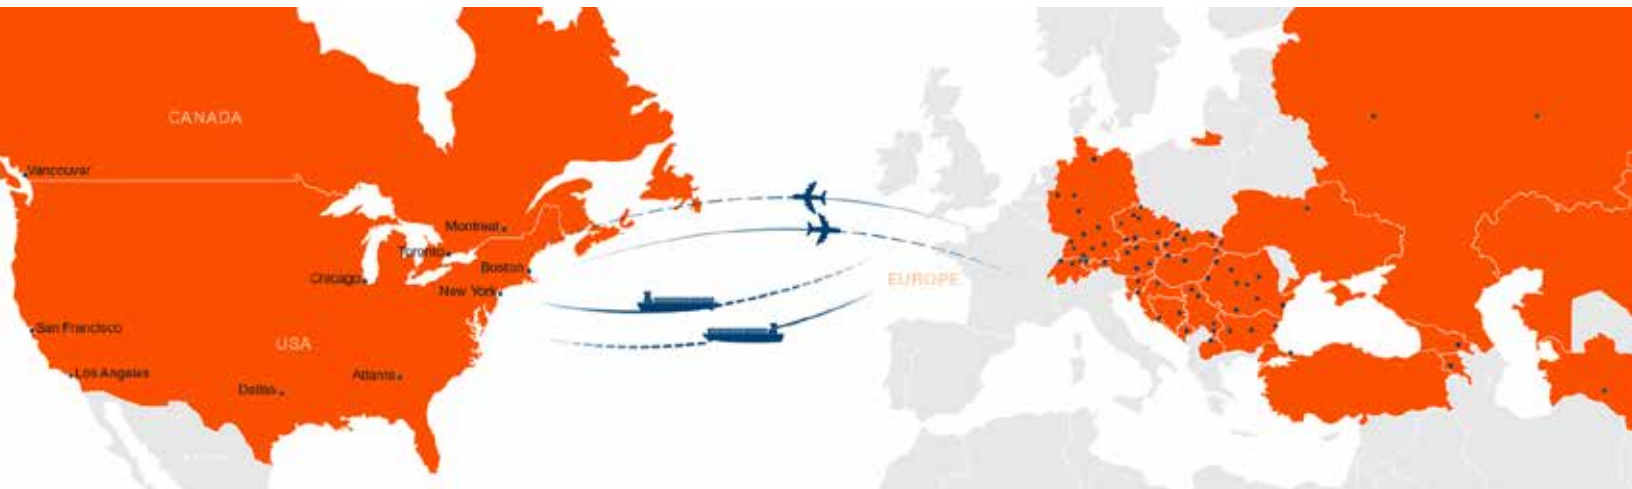 CANADA
Vancouver
Montreal
Toronto
Boston
Chicago
New York
EUROPE
San Francisco
USA
Los Angeles
Atlanta
Dallas